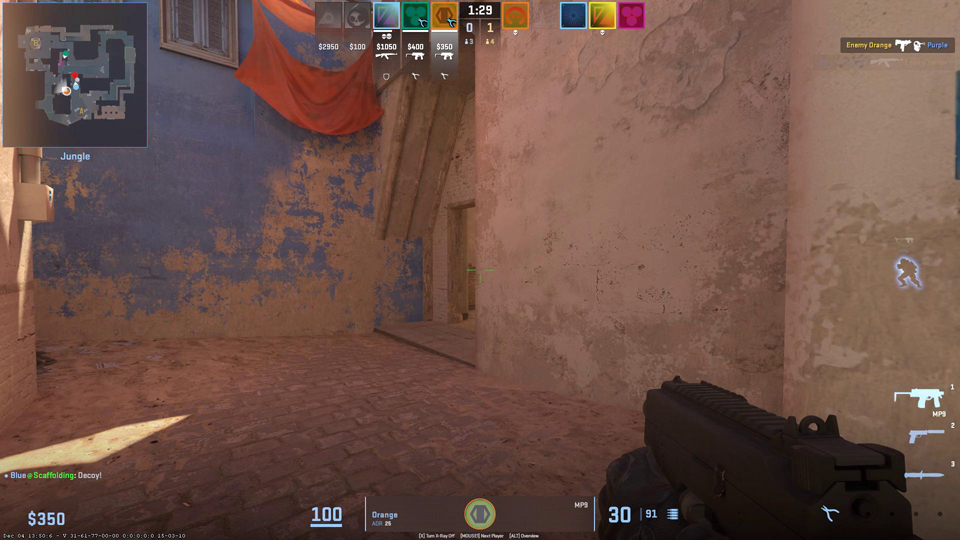 1:29
0 1
3 4
$2950 $100 $1050 $400 $350
Enemy Orange Purple
Jungle
1
MP9
2
3
Blue @Scaffolding: Decoy!
$350
100
Orange
ADR 25
MP9
30 | 91
[X] Turn X-Ray Off [MOUSE1] Next Player [ALT] Overview